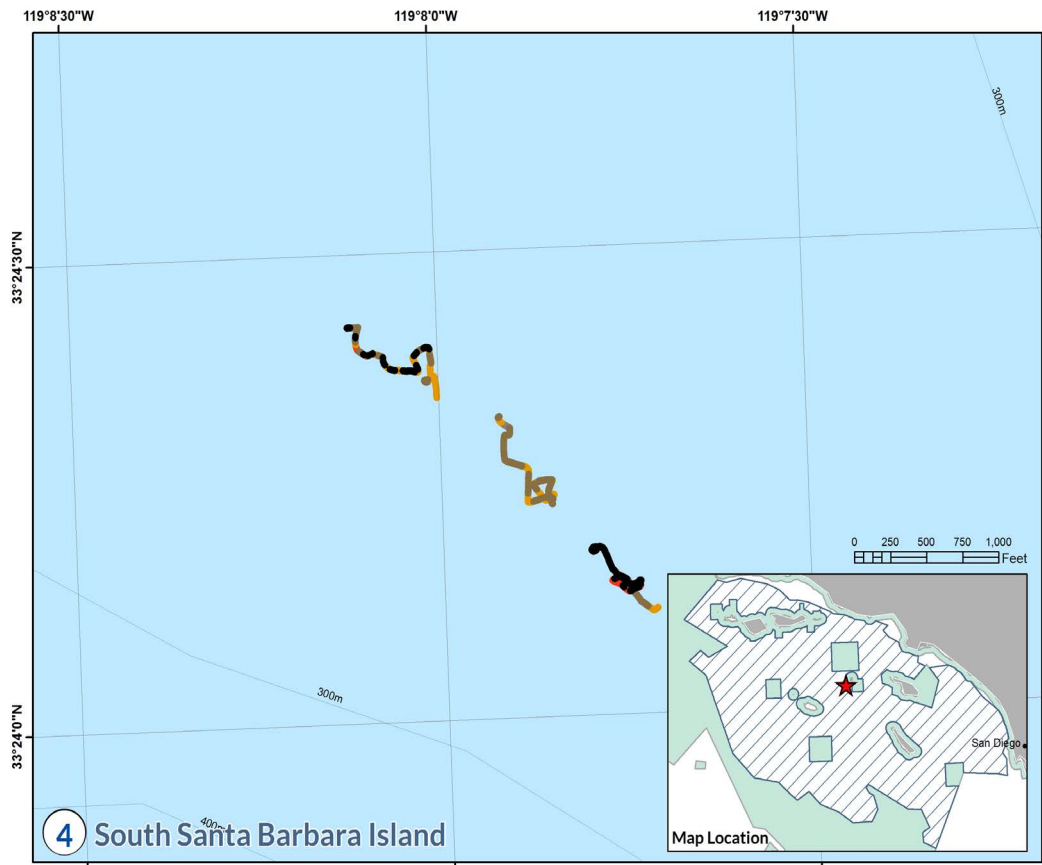 119°8'30"W
119°8'0"W
119°7'30"W
300m
33°24'30"N
0 250 500 750 1,000
Feet
300m
33°24'0"N
San Diego
400m
4 South Santa Barbara Island
Map Location